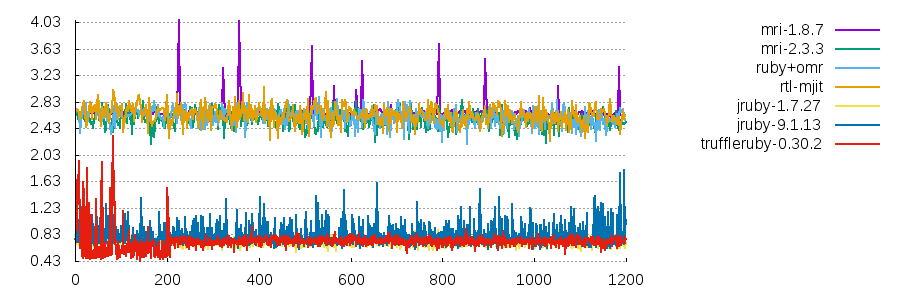 4.03
3.63
3.23
2.83
2.43
2.03
1.63
1.23
0.83
0.43
0
200
400
600
800
1000
1200
mri-1.8.7
mri-2.3.3
ruby+omr
rtl-mjit
jruby-1.7.27
jruby-9.1.13
truffleruby-0.30.2